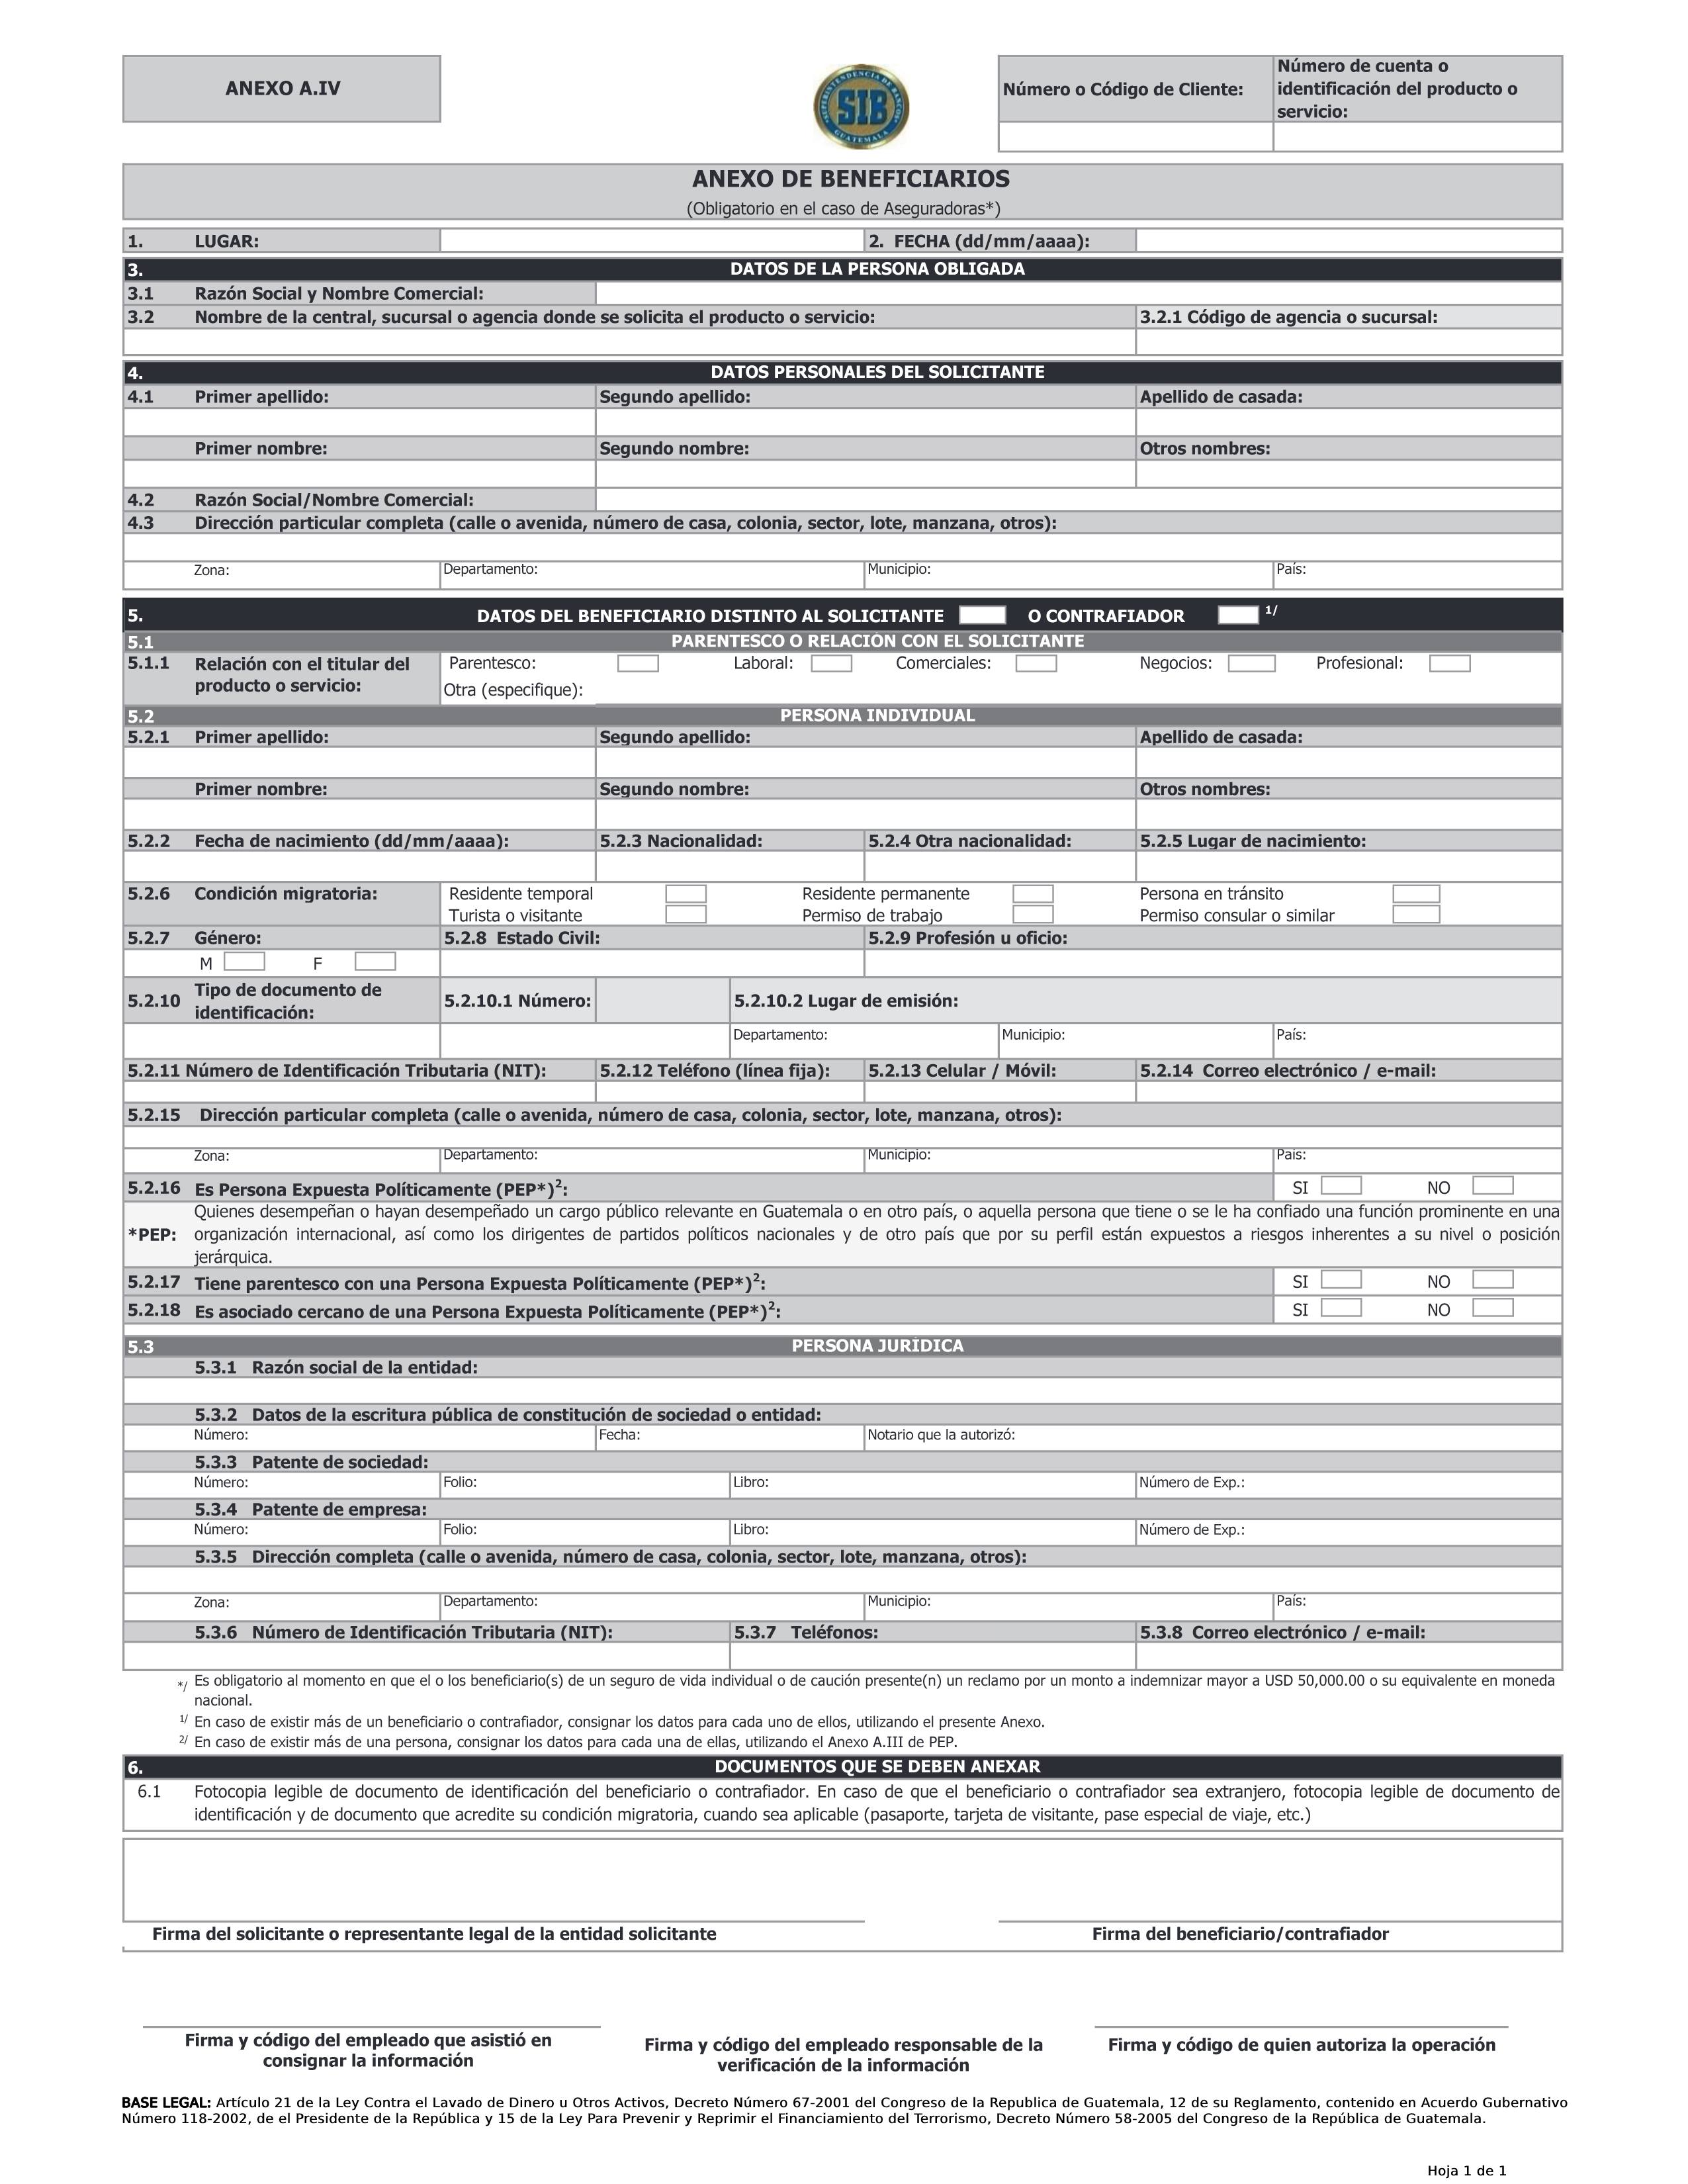 ANEXO A.IV
SUPERINTENDENCIA DE BANCOS
SIB
GUATEMALA
Número o Código de Cliente:
Número de cuenta o
identificación del producto o
servicio:
ANEXO DE BENEFICIARIOS
(Obligatorio en el caso de Aseguradoras*)
1. LUGAR: 2. FECHA (dd/mm/aaaa):
3. DATOS DE LA PERSONA OBLIGADA
3.1 Razón Social y Nombre Comercial:
3.2 Nombre de la central, sucursal o agencia donde se solicita el producto o servicio: 3.2.1 Código de agencia o sucursal:
4. DATOS PERSONALES DEL SOLICITANTE
4.1 Primer apellido: Segundo apellido: Apellido de casada:
Primer nombre: Segundo nombre: Otros nombres:
4.2 Razón Social/Nombre Comercial:
4.3 Dirección particular completa (calle o avenida, número de casa, colonia, sector, lote, manzana, otros):
Zona: Departamento: Municipio: País:
5. DATOS DEL BENEFICIARIO DISTINTO AL SOLICITANTE O CONTRAFIADOR 1/
5.1 PARENTESCO O RELACIÓN CON EL SOLICITANTE
5.1.1 Relación con el titular del
producto o servicio:
Parentesco: Laboral: Comerciales: Negocios: Profesional:
Otra (especifique):
5.2 PERSONA INDIVIDUAL
5.2.1 Primer apellido: Segundo apellido: Apellido de casada:
Primer nombre: Segundo nombre: Otros nombres:
5.2.2 Fecha de nacimiento (dd/mm/aaaa): 5.2.3 Nacionalidad: 5.2.4 Otra nacionalidad: 5.2.5 Lugar de nacimiento:
5.2.6 Condición migratoria: Residente temporal Residente permanente Persona en tránsito
Turista o visitante Permiso de trabajo Permiso consular o similar
5.2.7 Género: 5.2.8 Estado Civil: 5.2.9 Profesión u oficio:
M F
5.2.10 Tipo de documento de
identificación:
5.2.10.1 Número: 5.2.10.2 Lugar de emisión:
Departamento: Municipio: País:
5.2.11 Número de Identificación Tributaria (NIT): 5.2.12 Teléfono (línea fija): 5.2.13 Celular / Móvil: 5.2.14 Correo electrónico / e-mail:
5.2.15 Dirección particular completa (calle o avenida, número de casa, colonia, sector, lote, manzana, otros):
Zona: Departamento: Municipio: País:
5.2.16 Es Persona Expuesta Políticamente (PEP*)2: SI NO
*PEP:
Quienes desempeñan o hayan desempeñado un cargo público relevante en Guatemala o en otro país, o aquella persona que tiene o se le ha confiado una función prominente en una
organización internacional, así como los dirigentes de partidos políticos nacionales y de otro país que por su perfil están expuestos a riesgos inherentes a su nivel o posición
jerárquica.
5.2.17 Tiene parentesco con una Persona Expuesta Políticamente (PEP*)2: SI NO
5.2.18 Es asociado cercano de una Persona Expuesta Políticamente (PEP*)2: SI NO
5.3 PERSONA JURÍDICA
5.3.1 Razón social de la entidad:
5.3.2 Datos de la escritura pública de constitución de sociedad o entidad:
Número: Fecha: Notario que la autorizó:
5.3.3 Patente de sociedad:
Número: Folio: Libro: Número de Exp.:
5.3.4 Patente de empresa:
Número: Folio: Libro: Número de Exp.:
5.3.5 Dirección completa (calle o avenida, número de casa, colonia, sector, lote, manzana, otros):
Zona: Departamento: Municipio: País:
5.3.6 Número de Identificación Tributaria (NIT): 5.3.7 Teléfonos: 5.3.8 Correo electrónico / e-mail:
*/ Es obligatorio al momento en que el o los beneficiario(s) de un seguro de vida individual o de caución presente(n) un reclamo por un monto a indemnizar mayor a USD 50,000.00 o su equivalente en moneda
nacional.
1/ En caso de existir más de un beneficiario o contrafiador, consignar los datos para cada uno de ellos, utilizando el presente Anexo.
2/ En caso de existir más de una persona, consignar los datos para cada una de ellas, utilizando el Anexo A.III de PEP.
6. DOCUMENTOS QUE SE DEBEN ANEXAR
6.1 Fotocopia legible de documento de identificación del beneficiario o contrafiador. En caso de que el beneficiario o contrafiador sea extranjero, fotocopia legible de documento de
identificación y de documento que acredite su condición migratoria, cuando sea aplicable (pasaporte, tarjeta de visitante, pase especial de viaje, etc.)
Firma del solicitante o representante legal de la entidad solicitante Firma del beneficiario/contrafiador
Firma y código del empleado que asistió en
consignar la información
Firma y código del empleado responsable de la
verificación de la información
Firma y código de quien autoriza la operación
BASE LEGAL: Artículo 21 de la Ley Contra el Lavado de Dinero u Otros Activos, Decreto Número 67-2001 del Congreso de la Republica de Guatemala, 12 de su Reglamento, contenido en Acuerdo Gubernativo
Número 118-2002, de el Presidente de la República y 15 de la Ley Para Prevenir y Reprimir el Financiamiento del Terrorismo, Decreto Número 58-2005 del Congreso de la República de Guatemala.
Hoja 1 de 1